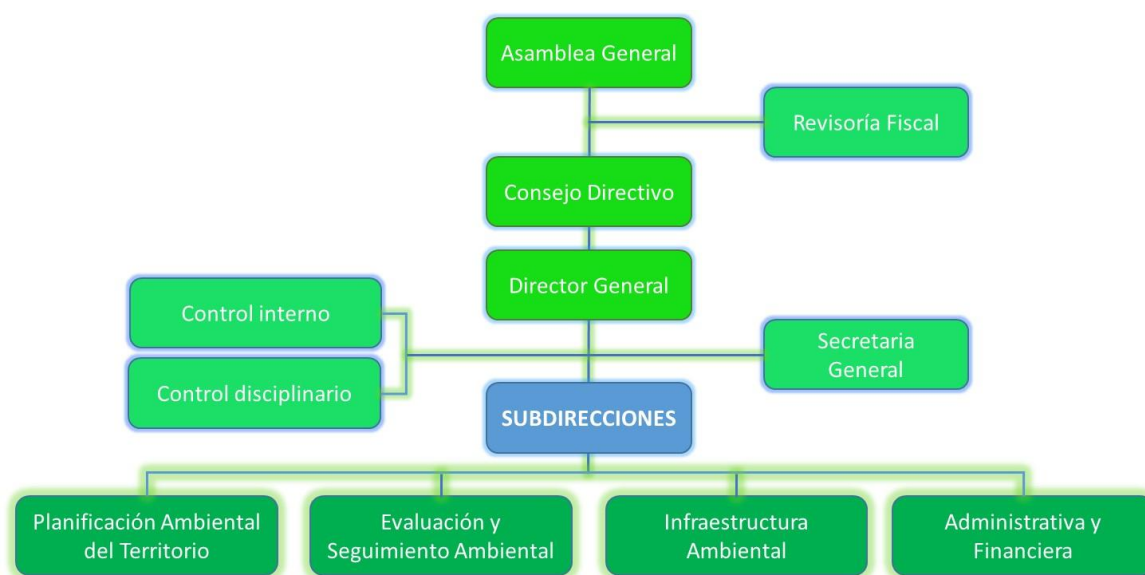 Asamblea General
Revisoría Fiscal
Consejo Directivo
Director General
Control interno
Control disciplinario
Secretaria
General
SUBDIRECCIONES
Planificación Ambiental
del Territorio
Evaluación y
Seguimiento Ambiental
Infraestructura
Ambiental
Administrativa y
Financiera